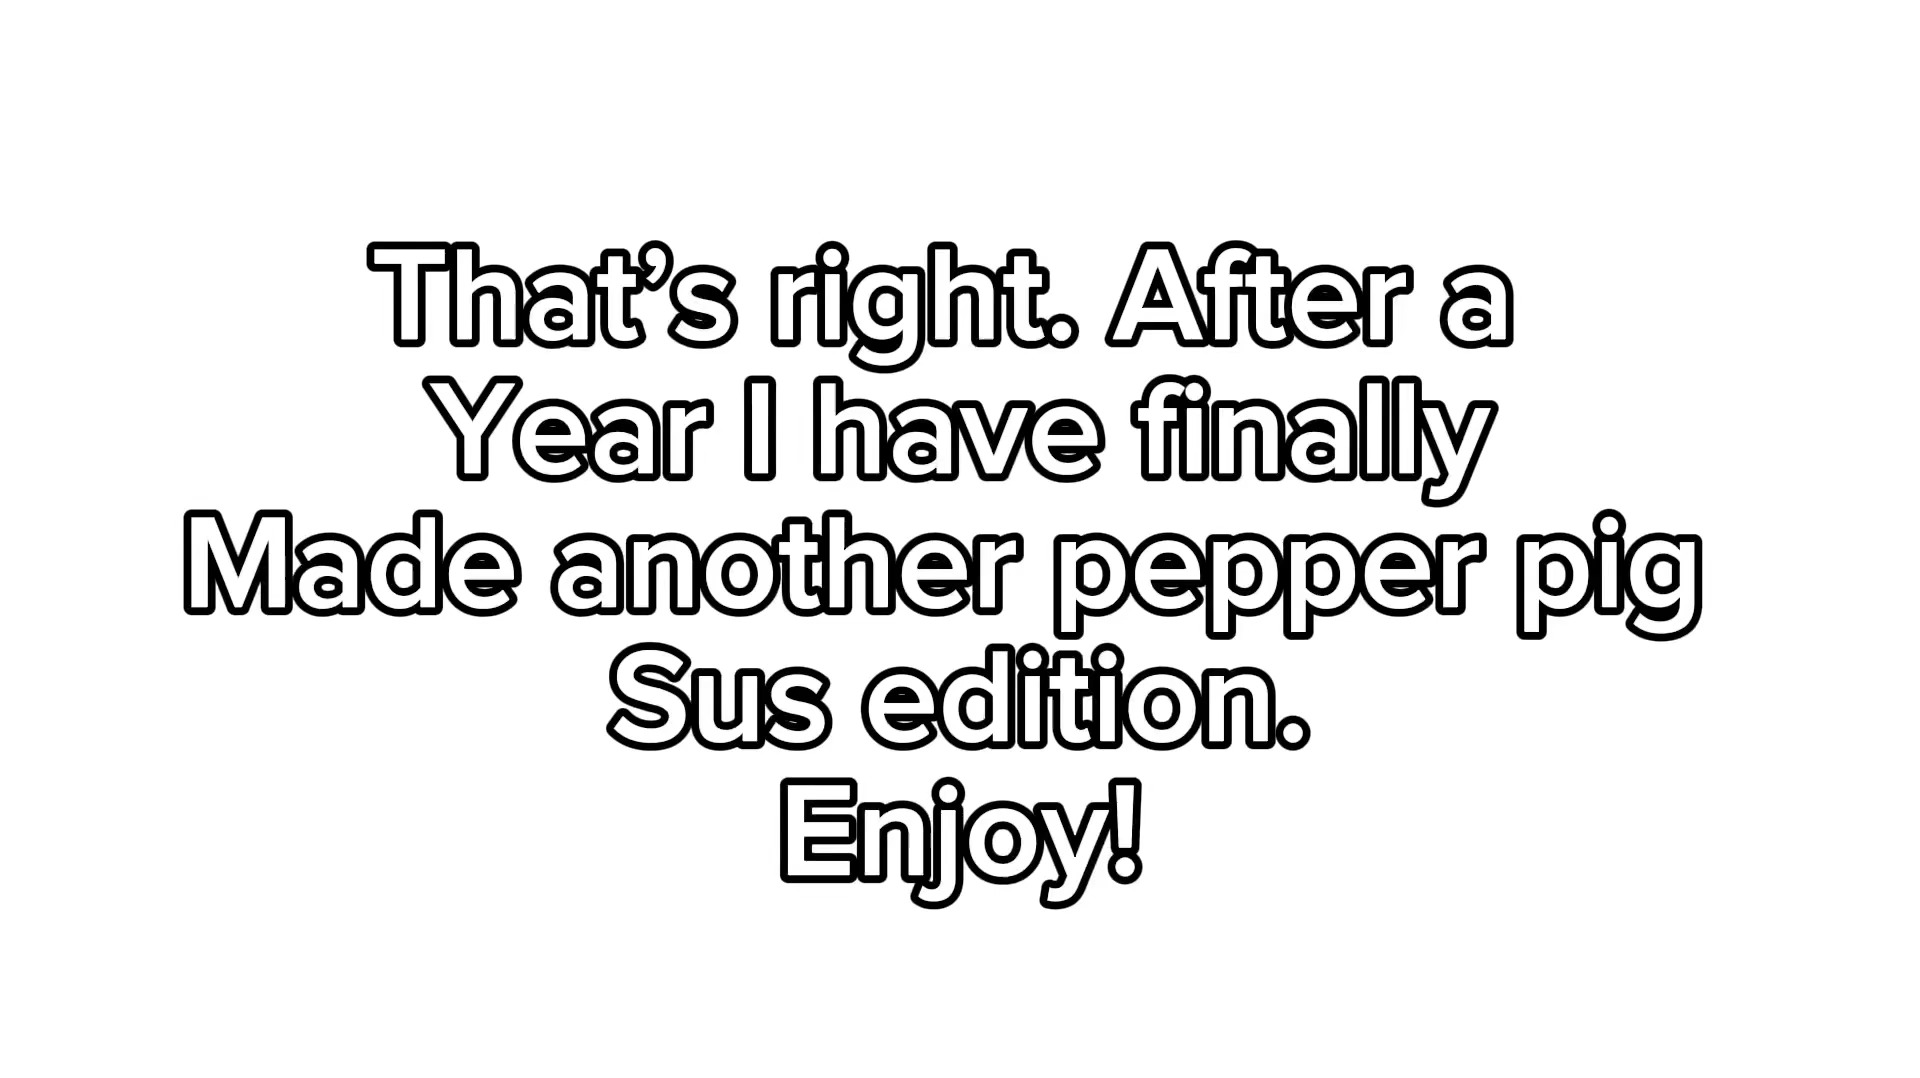 That’s right. After a
Year I have finally
Made another pepper pig
Sus edition.
Enjoy!